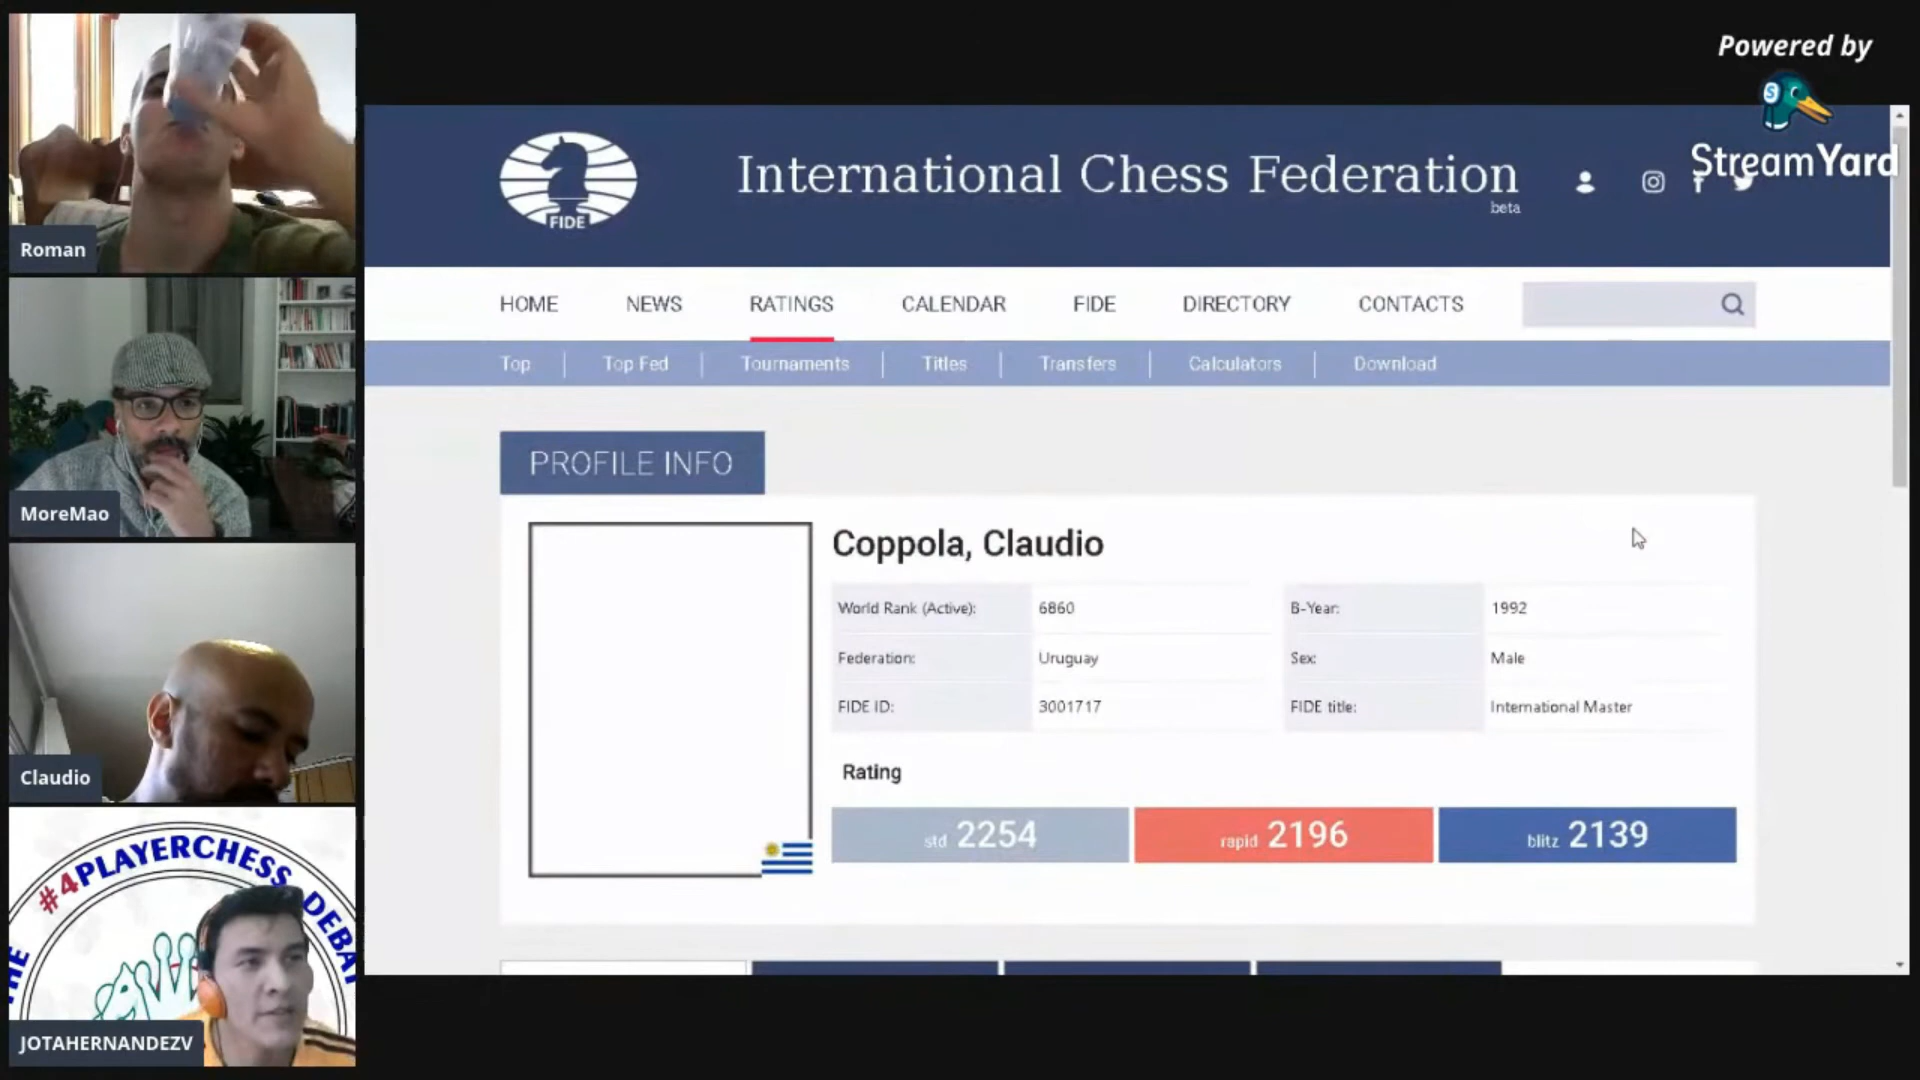 Powered by
StreamYard
Roman
MoreMao
Claudio
#4PLAYERCHESS DEBAT
THE
JOTAHERNANDEZV
FIDE
International Chess Federation
beta
HOME NEWS RATINGS CALENDAR FIDE DIRECTORY CONTACTS
Top Top Fed Tournaments Titles Transfers Calculators Download
PROFILE INFO
Coppola, Claudio
World Rank (Active): 6860 B-Year: 1992
Federation: Uruguay Sex: Male
FIDE ID: 3001717 FIDE title: International Master
Rating
std 2254 rapid 2196 blitz 2139